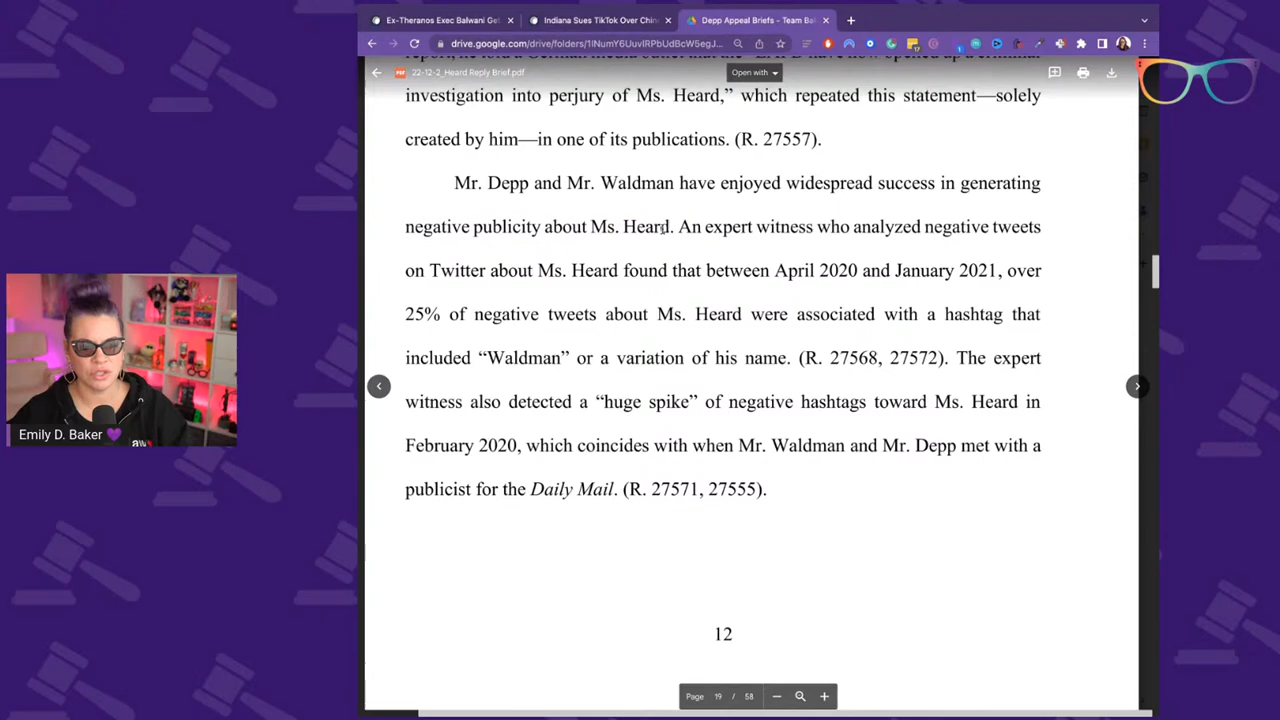 Ex-Theranos Exec Balwani Get
Indiana Sues TikTok Over Chin
Depp Appeal Briefs - Team Ba
drive.google.com/drive/folders/1lNumY6UuvIRPbUdBcW5egJ...
22-12-2_Heard Reply Brief.pdf
Open with
investigation into perjury of Ms. Heard,” which repeated this statement—solely
created by him—in one of its publications. (R. 27557).
Mr. Depp and Mr. Waldman have enjoyed widespread success in generating
negative publicity about Ms. Heard. An expert witness who analyzed negative tweets
on Twitter about Ms. Heard found that between April 2020 and January 2021, over
25% of negative tweets about Ms. Heard were associated with a hashtag that
included “Waldman” or a variation of his name. (R. 27568, 27572). The expert
witness also detected a “huge spike” of negative hashtags toward Ms. Heard in
February 2020, which coincides with when Mr. Waldman and Mr. Depp met with a
publicist for the Daily Mail. (R. 27571, 27555).
12
Page 19 / 58
Emily D. Baker 💜